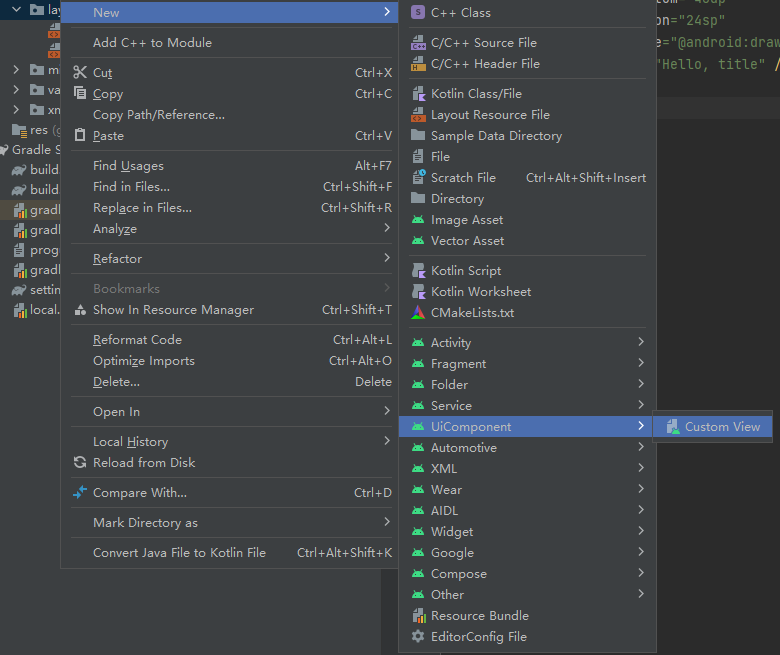 lay
m
va
xm
res (g
Gradle S
build.
build.
gradl
gradl
prog
gradl
settin
local.
New
Add C++ to Module
Cut Ctrl+X
Copy Ctrl+C
Copy Path/Reference...
Paste Ctrl+V
Find Usages Alt+F7
Find in Files... Ctrl+Shift+F
Replace in Files... Ctrl+Shift+R
Analyze
Refactor
Bookmarks
Show In Resource Manager Ctrl+Shift+T
Reformat Code Ctrl+Alt+L
Optimize Imports Ctrl+Alt+O
Delete... Delete
Open In
Local History
Reload from Disk
Compare With... Ctrl+D
Mark Directory as
Convert Java File to Kotlin File Ctrl+Alt+Shift+K
C++ Class
C/C++ Source File
C/C++ Header File
Kotlin Class/File
Layout Resource File
Sample Data Directory
File
Scratch File Ctrl+Alt+Shift+Insert
Directory
Image Asset
Vector Asset
Kotlin Script
Kotlin Worksheet
CMakeLists.txt
Activity
Fragment
Folder
Service
UiComponent
Automotive
XML
Wear
AIDL
Widget
Google
Compose
Other
Resource Bundle
EditorConfig File
Custom View
on="24sp"
e="@android:draw
"Hello, title" /